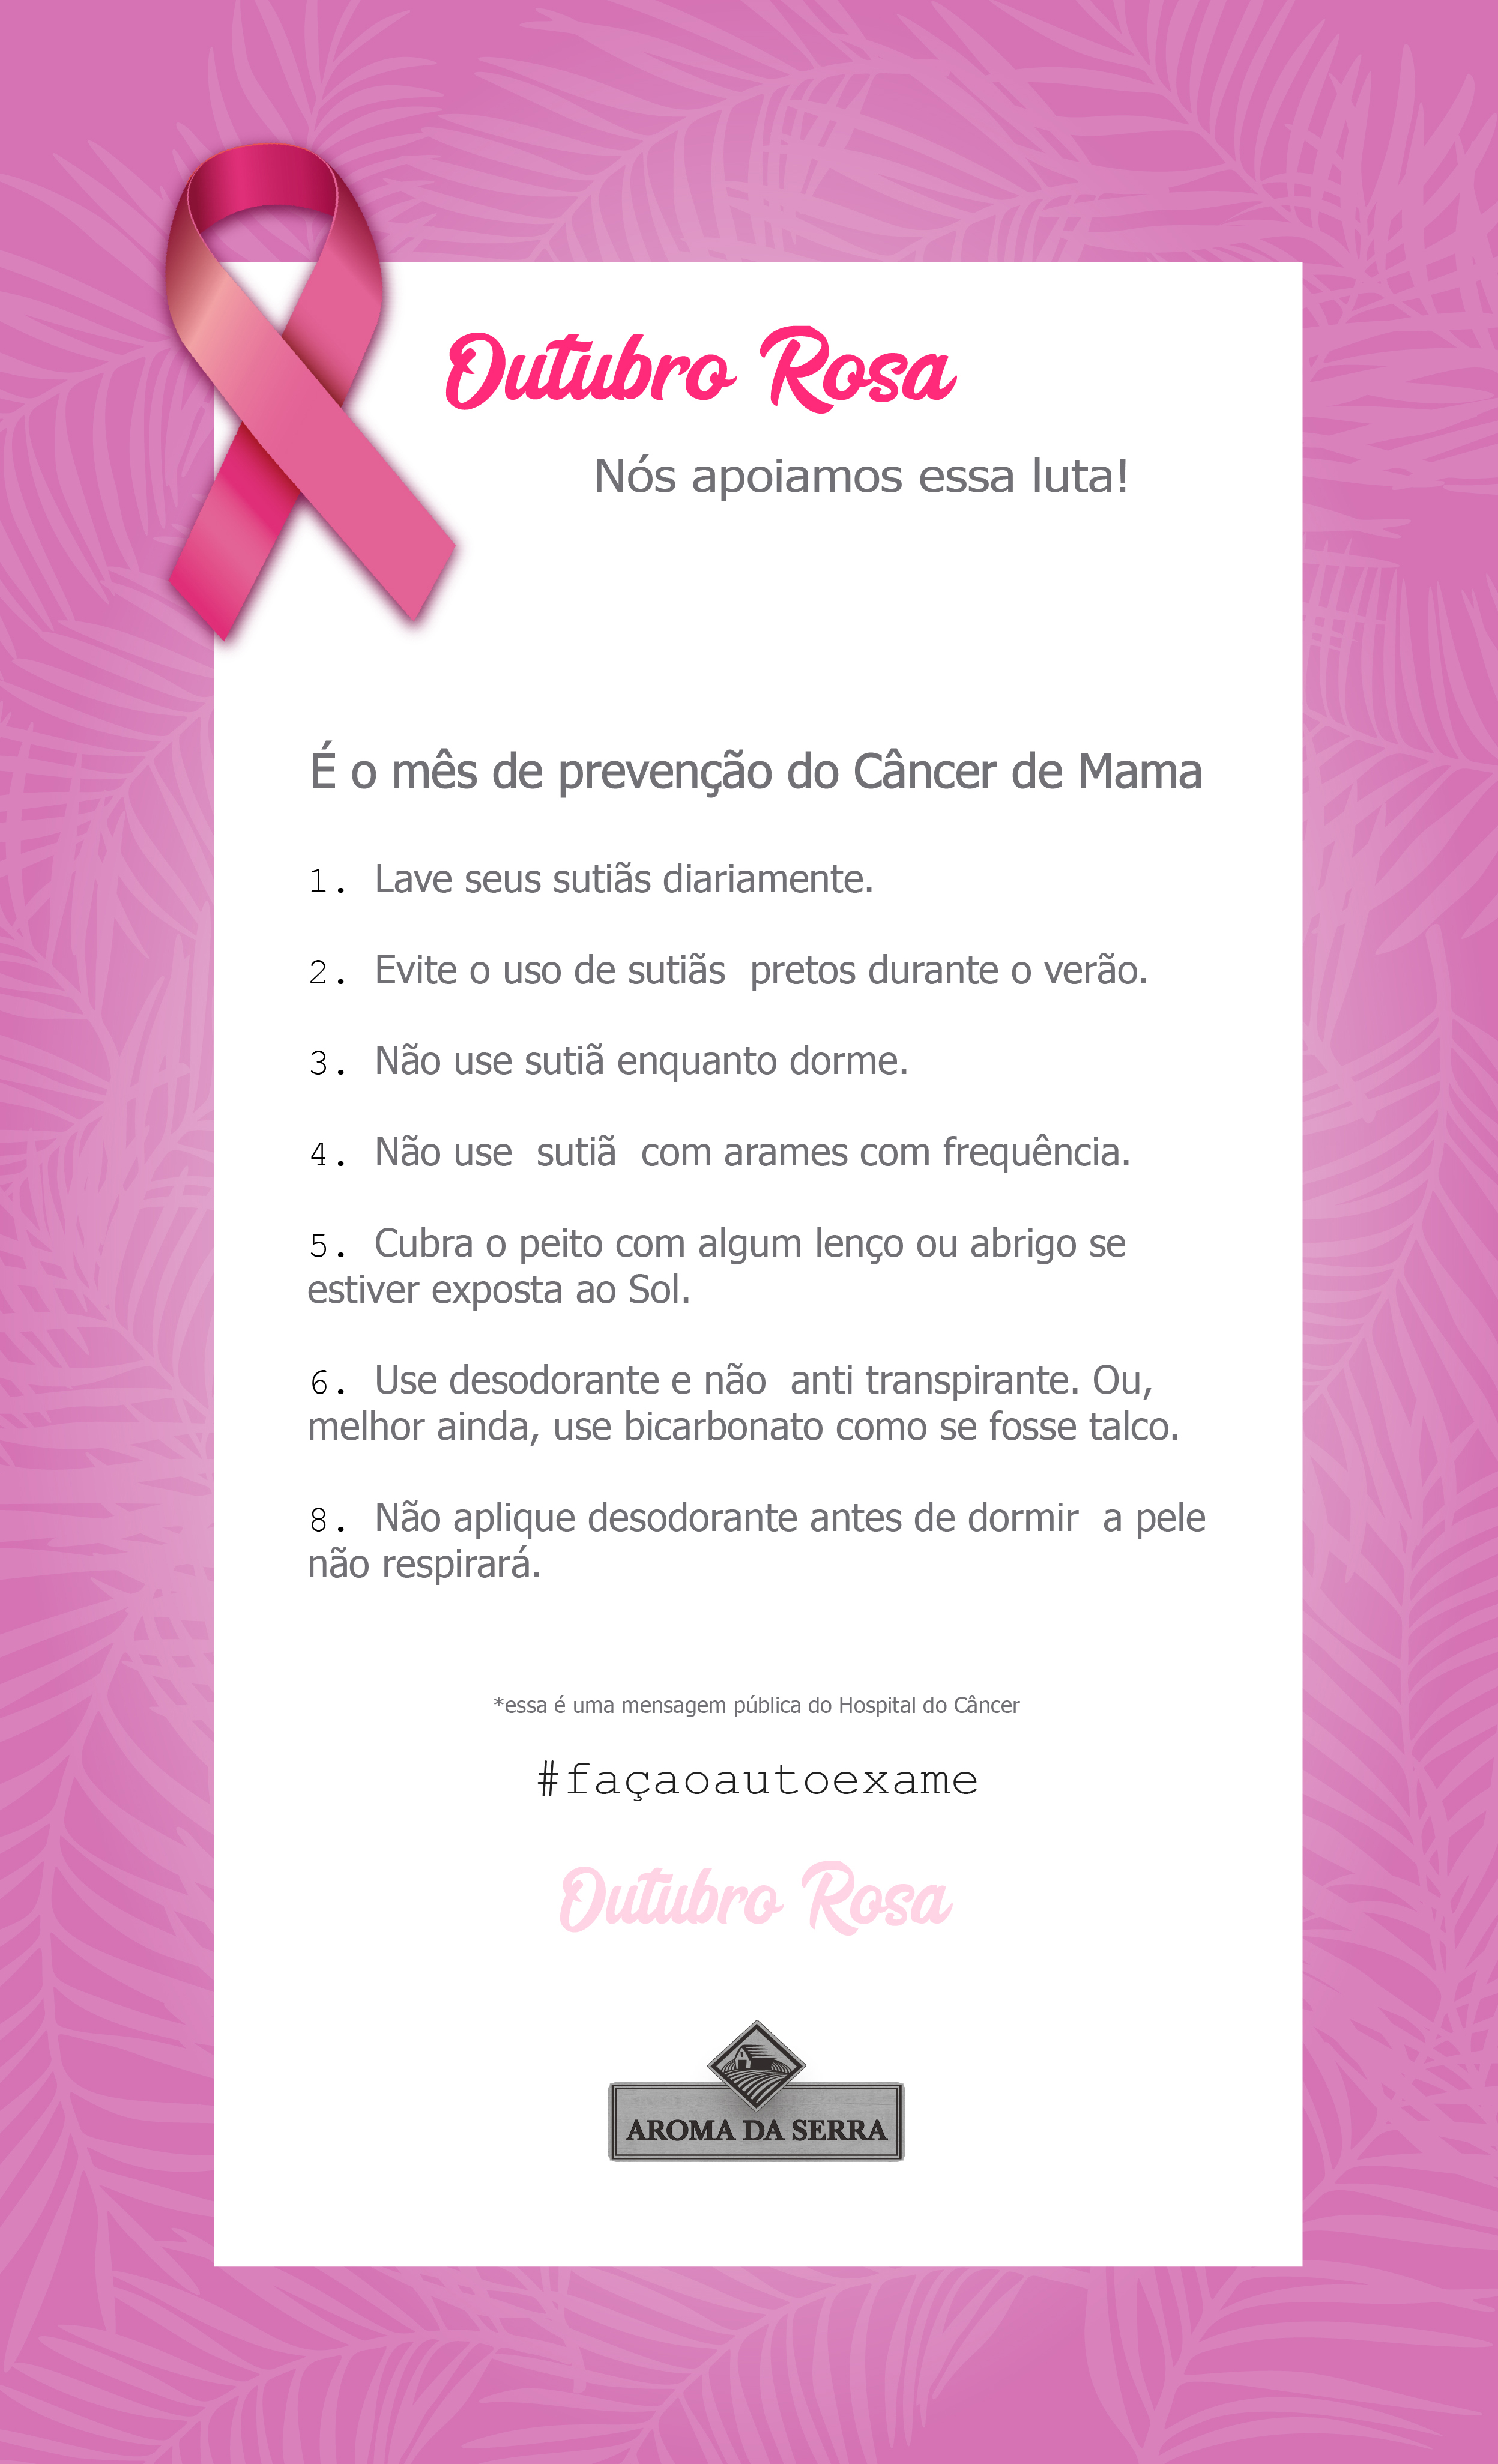 Outubro Rosa
Nós apoiamos essa luta!
É o mês de prevenção do Câncer de Mama
1. Lave seus sutiãs diariamente.
2. Evite o uso de sutiãs  pretos durante o verão.
3. Não use sutiã enquanto dorme.
4. Não use  sutiã  com arames com frequência.
5. Cubra o peito com algum lenço ou abrigo se
estiver exposta ao Sol.
6. Use desodorante e não  anti transpirante. Ou,
melhor ainda, use bicarbonato como se fosse talco.
8. Não aplique desodorante antes de dormir  a pele
não respirará.
*essa é uma mensagem pública do Hospital do Câncer
#façaoautoexame
Outubro Rosa
AROMA DA SERRA